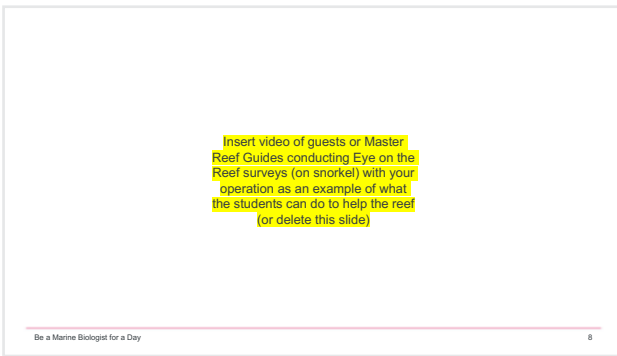 Insert video of guests or Master
Reef Guides conducting Eye on the
Reef surveys (on snorkel) with your
operation as an example of what
the students can do to help the reef
(or delete this slide)
Be a Marine Biologist for a Day
8